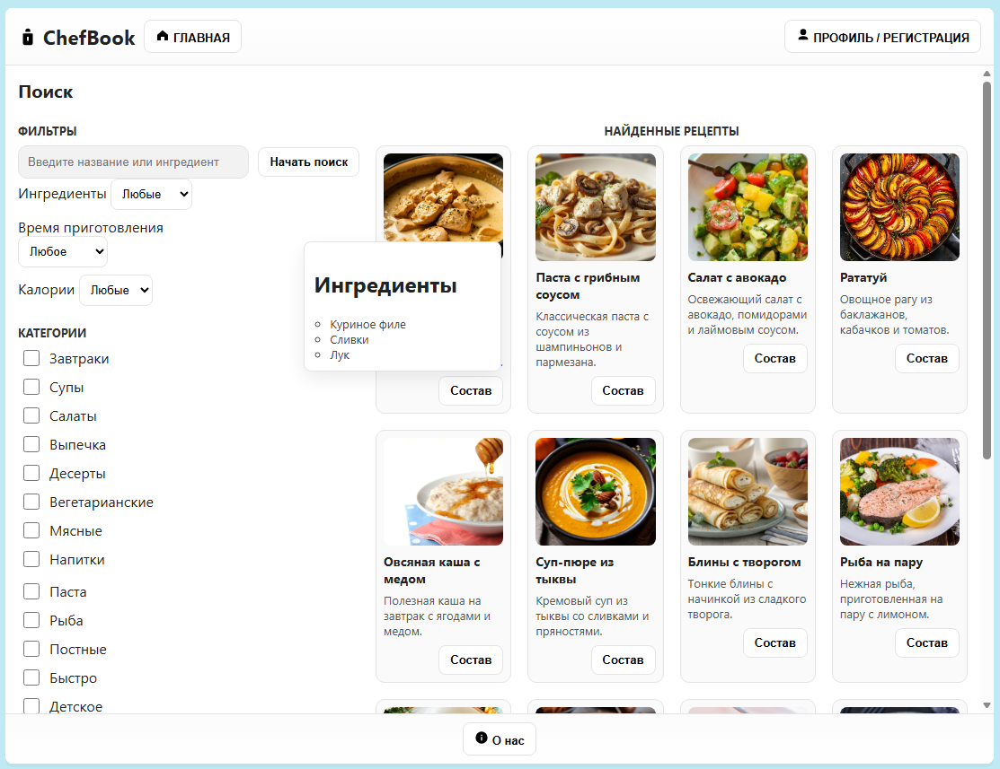 ChefBook
ГЛАВНАЯ
ПРОФИЛЬ / РЕГИСТРАЦИЯ
Поиск
ФИЛЬТРЫ
Введите название или ингредиент
Начать поиск
Ингредиенты Любые
Время приготовления
Любое
Калории Любые
КАТЕГОРИИ
Завтраки
Супы
Салаты
Выпечка
Десерты
Вегетарианские
Мясные
Напитки
Паста
Рыба
Постные
Быстро
Детское
НАЙДЕННЫЕ РЕЦЕПТЫ
Ингредиенты
Куриное филе
Сливки
Лук
Состав
Паста с грибным
соусом
Классическая паста с
соусом из
шампиньонов и
пармезана.
Состав
Салат с авокадо
Освежающий салат с
авокадо, помидорами
и лаймовым соусом.
Состав
Рататуй
Овощное рагу из
баклажанов,
кабачков и томатов.
Состав
Овсяная каша с
медом
Полезная каша на
завтрак с ягодами и
медом.
Состав
Суп-пюре из
тыквы
Кремовый суп из
тыквы со сливками и
пряностями.
Состав
Блины с творогом
Тонкие блины с
начинкой из сладкого
творога.
Состав
Рыба на пару
Нежная рыба,
приготовленная на
пару с лимоном.
Состав
О нас